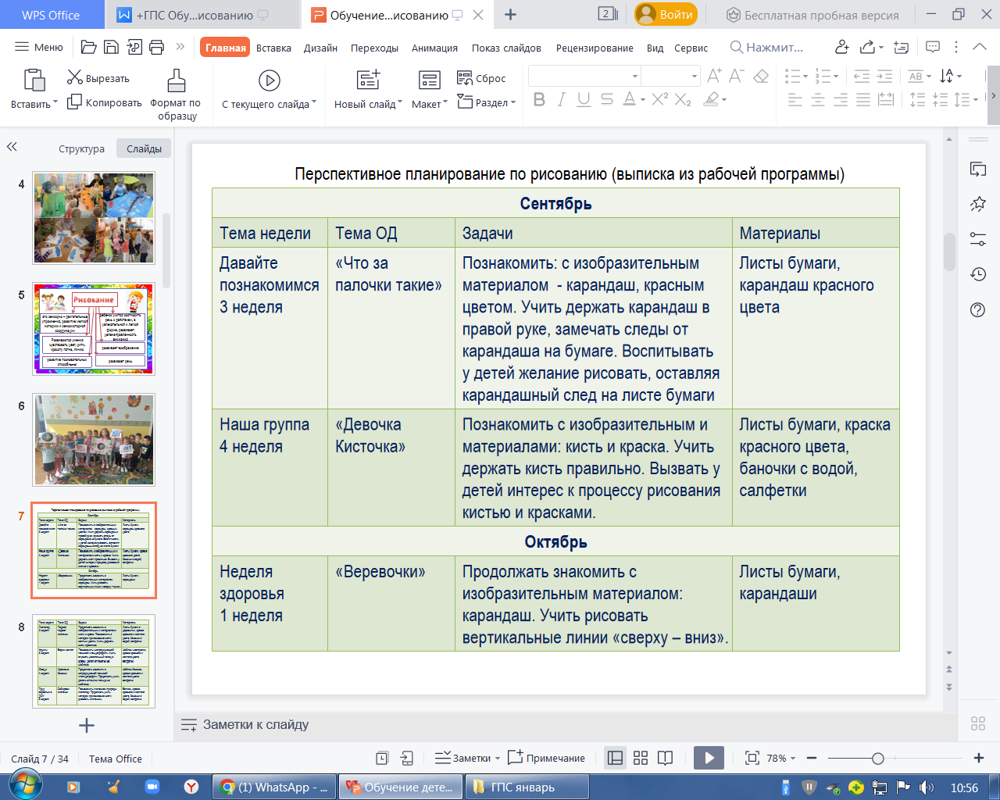 WPS Office
+ГПС Обу...исованию
Обучение...исованию
2
Войти
Бесплатная пробная версия
Меню
Главная
Вставка
Дизайн
Переходы
Анимация
Показ слайдов
Рецензирование
Вид
Сервис
Нажмит...
Вставить
Вырезать
Копировать
Формат по
образцу
С текущего слайда
Новый слайд
Макет
Сброс
Раздел
Структура
Слайды
4
5
Рисование
6
7
8
Перспективное планирование по рисованию (выписка из рабочей программы)
Сентябрь
Тема недели
Тема ОД
Задачи
Материалы
Давайте
познакомимся
3 неделя
«Что за
палочки такие»
Познакомить: с изобразительным
материалом - карандаш, красным
цветом. Учить держать карандаш в
правой руке, замечать следы от
карандаша на бумаге. Воспитывать
у детей желание рисовать, оставляя
карандашный след на листе бумаги
Листы бумаги,
карандаш красного
цвета
Наша группа
4 неделя
«Девочка
Кисточка»
Познакомить с изобразительным и
материалами: кисть и краска. Учить
держать кисть правильно. Вызвать у
детей интерес к процессу рисования
кистью и красками.
Листы бумаги, краска
красного цвета,
баночки с водой,
салфетки
Октябрь
Неделя
здоровья
1 неделя
«Веревочки»
Продолжать знакомить с
изобразительным материалом:
карандаш. Учить рисовать
вертикальные линии «сверху – вниз».
Листы бумаги,
карандаши
Заметки к слайду
Слайд 7 / 34
Тема Office
Заметки
Примечание
78%
(1) WhatsApp - ...
Обучение дете...
ГПС январь
10:56